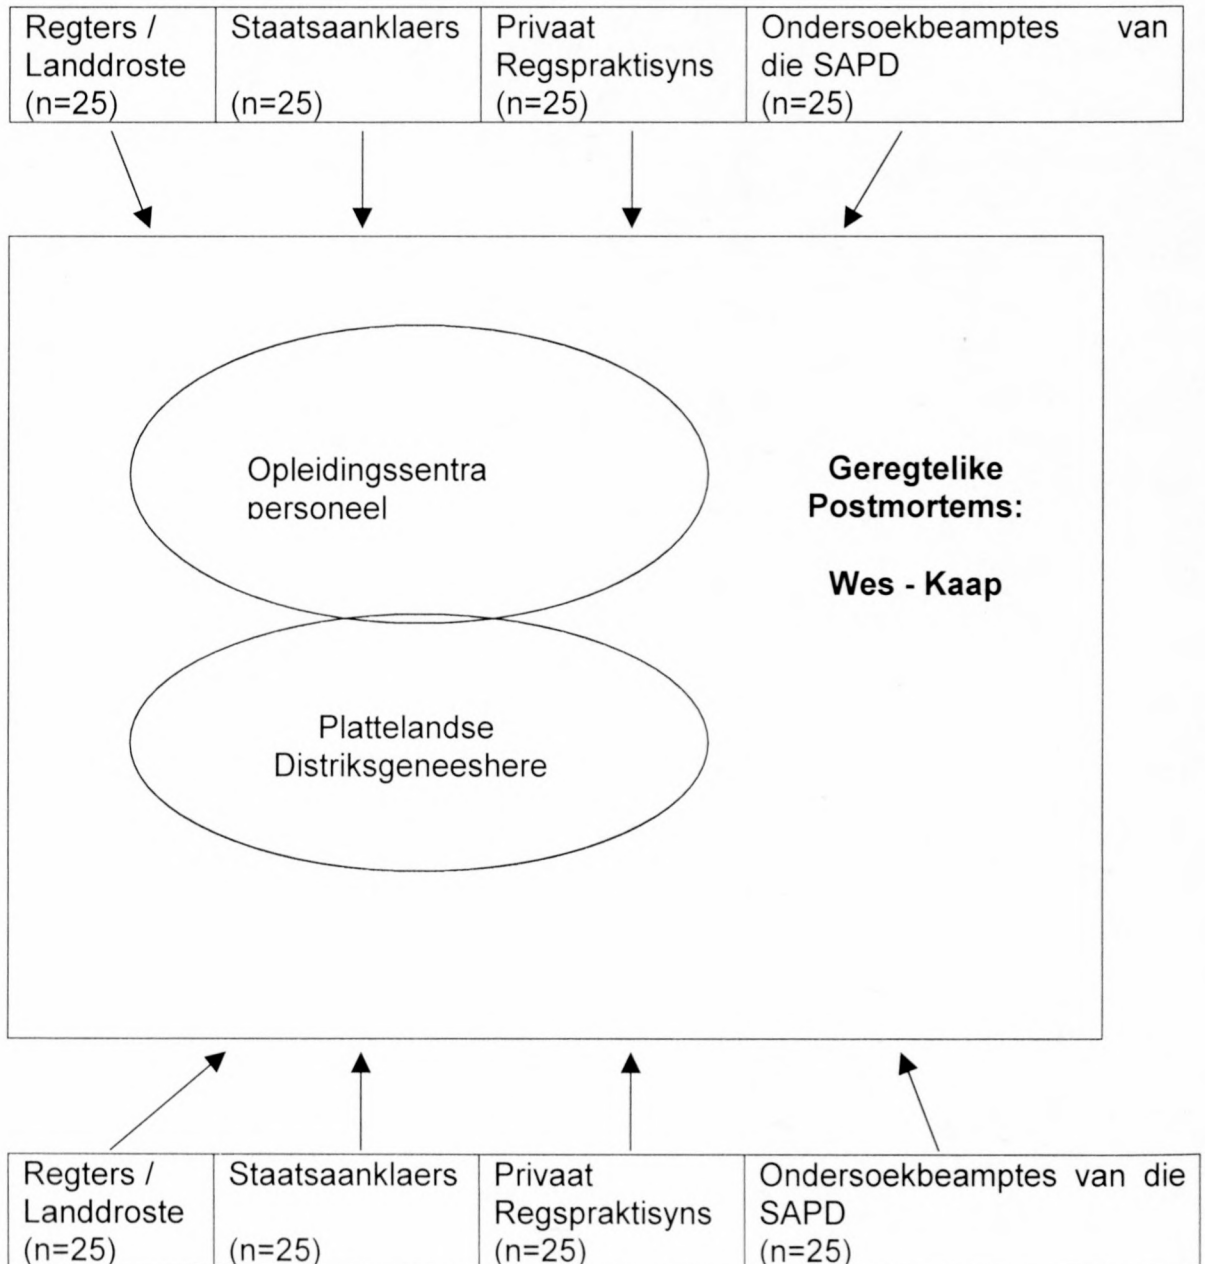 Regters /
Landdroste
(n=25)
Staatsaanklaers
(n=25)
Privaat
Regspraktisyns
(n=25)
Ondersoekbeamptes van
die SAPD
(n=25)
Opleidingssentra
personeel
Geregtelike
Postmortems:
Wes - Kaap
Plattelandse
Distriksgeneeshere
Regters /
Landdroste
(n=25)
Staatsaanklaers
(n=25)
Privaat
Regspraktisyns
(n=25)
Ondersoekbeamptes van die
SAPD
(n=25)